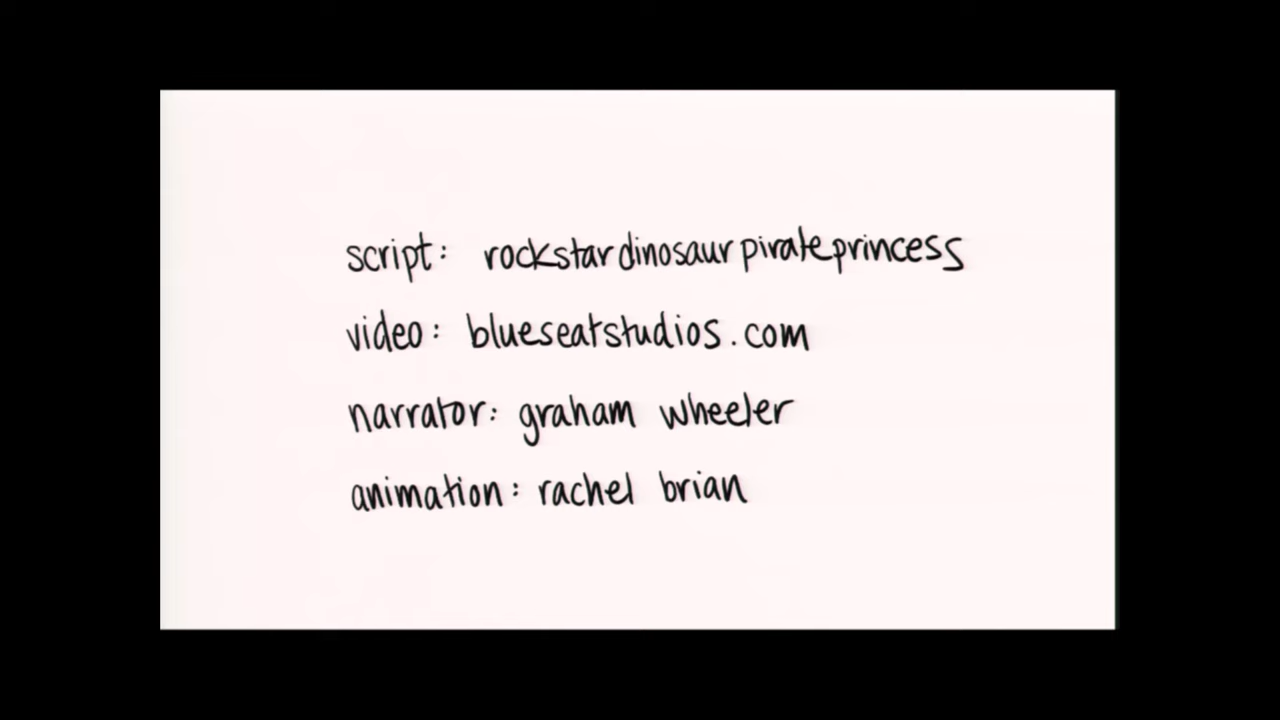 script: rockstardinosaurpirateprincess
video: blueseatstudios.com
narrator: graham wheeler
animation: rachel brian